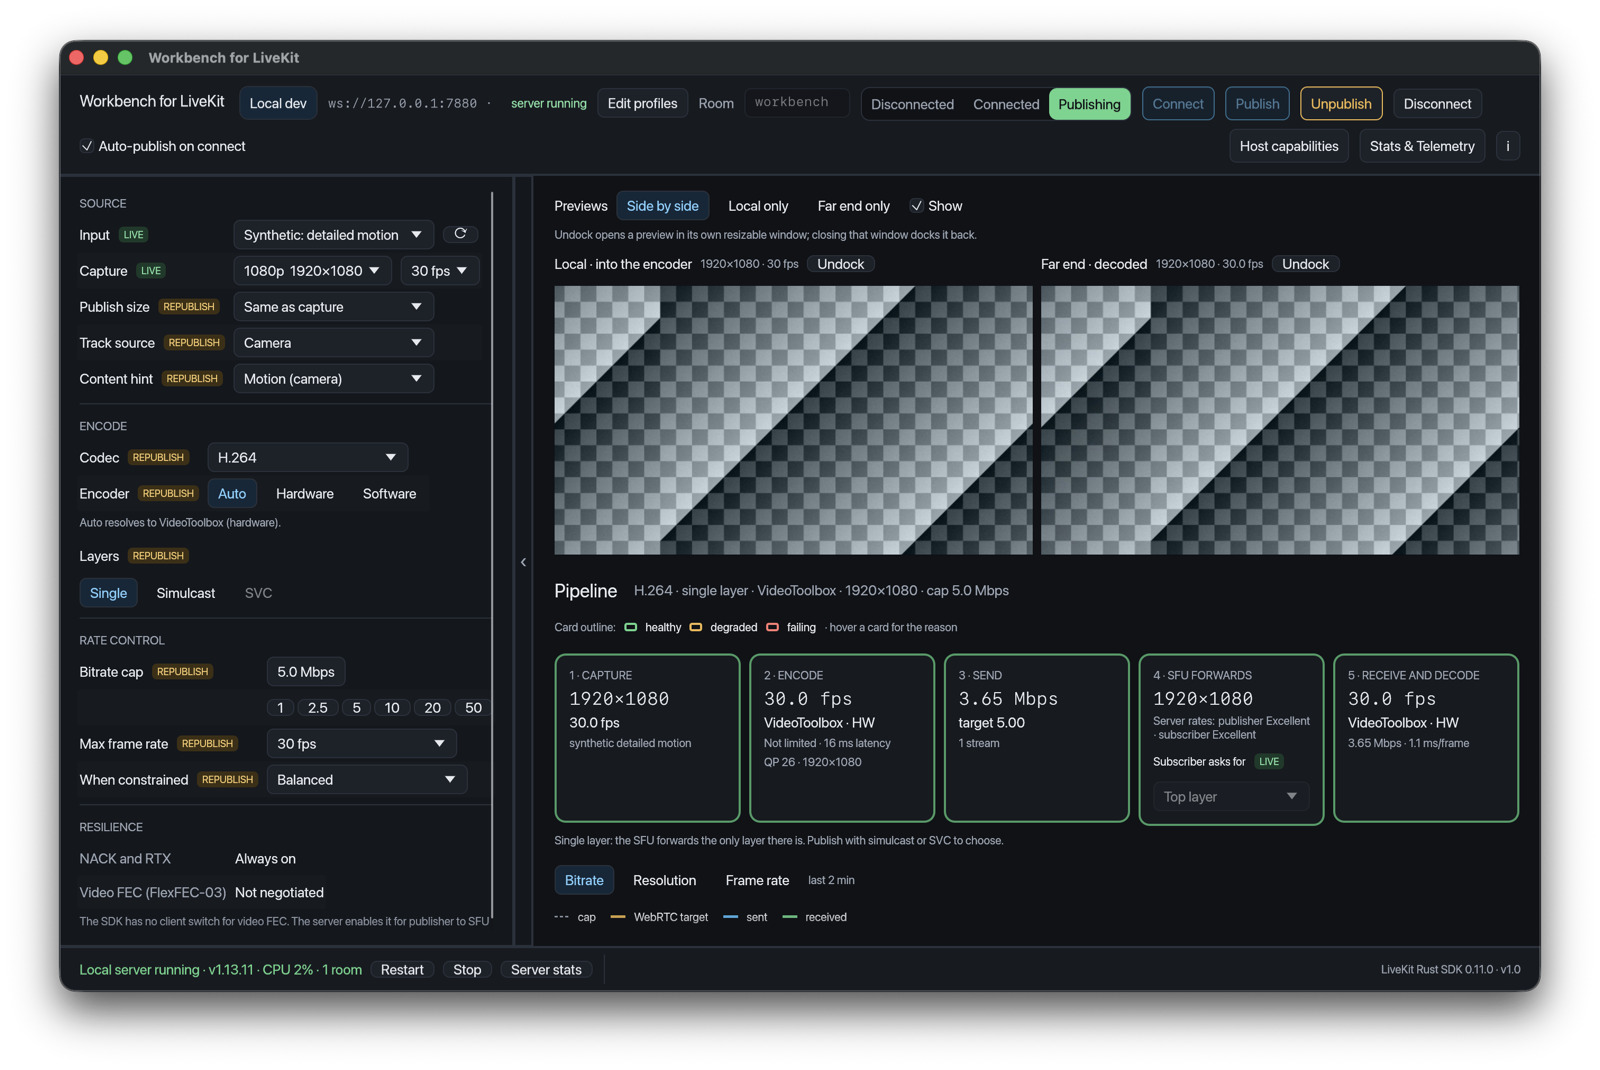 Workbench for LiveKit
Workbench for LiveKit Local dev ws://127.0.0.1:7880 · server running Edit profiles Room workbench Disconnected Connected Publishing Connect Publish Unpublish Disconnect
Auto-publish on connect Host capabilities Stats & Telemetry i
SOURCE
Input LIVE Synthetic: detailed motion
Capture LIVE 1080p 1920×1080 30 fps
Publish size REPUBLISH Same as capture
Track source REPUBLISH Camera
Content hint REPUBLISH Motion (camera)
ENCODE
Codec REPUBLISH H.264
Encoder REPUBLISH Auto Hardware Software
Auto resolves to VideoToolbox (hardware).
Layers REPUBLISH
Single Simulcast SVC
RATE CONTROL
Bitrate cap REPUBLISH 5.0 Mbps
1 2.5 5 10 20 50
Max frame rate REPUBLISH 30 fps
When constrained REPUBLISH Balanced
RESILIENCE
NACK and RTX Always on
Video FEC (FlexFEC-03) Not negotiated
The SDK has no client switch for video FEC. The server enables it for publisher to SFU
Previews Side by side Local only Far end only Show
Undock opens a preview in its own resizable window; closing that window docks it back.
Local · into the encoder 1920×1080 · 30 fps Undock
Far end · decoded 1920×1080 · 30.0 fps Undock
Pipeline H.264 · single layer · VideoToolbox · 1920×1080 · cap 5.0 Mbps
Card outline: healthy degraded failing · hover a card for the reason
1 · CAPTURE
1920×1080
30.0 fps
synthetic detailed motion
2 · ENCODE
30.0 fps
VideoToolbox · HW
Not limited · 16 ms latency
QP 26 · 1920×1080
3 · SEND
3.65 Mbps
target 5.00
1 stream
4 · SFU FORWARDS
1920×1080
Server rates: publisher Excellent
· subscriber Excellent
Subscriber asks for LIVE
Top layer
5 · RECEIVE AND DECODE
30.0 fps
VideoToolbox · HW
3.65 Mbps · 1.1 ms/frame
Single layer: the SFU forwards the only layer there is. Publish with simulcast or SVC to choose.
Bitrate Resolution Frame rate last 2 min
cap WebRTC target sent received
Local server running · v1.13.11 · CPU 2% · 1 room Restart Stop Server stats LiveKit Rust SDK 0.11.0 · v1.0